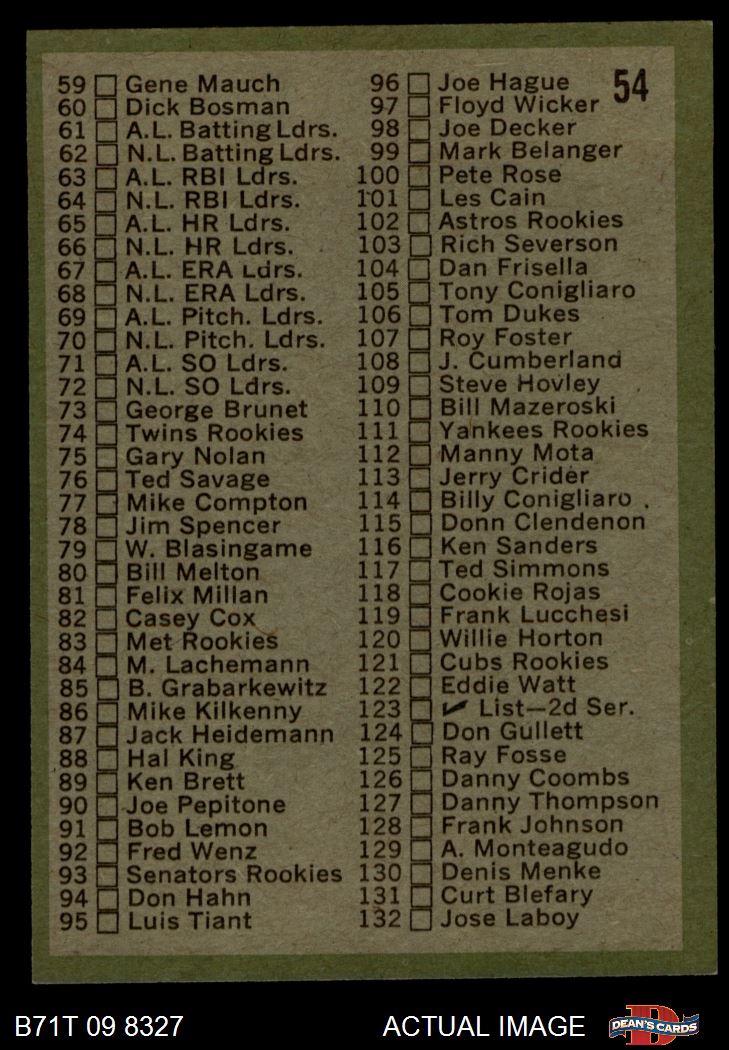 54
59 Gene Mauch
60 Dick Bosman
61 A.L. Batting Ldrs.
62 N.L. Batting Ldrs.
63 A.L. RBI Ldrs.
64 N.L. RBI Ldrs.
65 A.L. HR Ldrs.
66 N.L. HR Ldrs.
67 A.L. ERA Ldrs.
68 N.L. ERA Ldrs.
69 A.L. Pitch. Ldrs.
70 N.L. Pitch. Ldrs.
71 A.L. SO Ldrs.
72 N.L. SO Ldrs.
73 George Brunet
74 Twins Rookies
75 Gary Nolan
76 Ted Savage
77 Mike Compton
78 Jim Spencer
79 W. Blasingame
80 Bill Melton
81 Felix Millan
82 Casey Cox
83 Met Rookies
84 M. Lachemann
85 B. Grabarkewitz
86 Mike Kilkenny
87 Jack Heidemann
88 Hal King
89 Ken Brett
90 Joe Pepitone
91 Bob Lemon
92 Fred Wenz
93 Senators Rookies
94 Don Hahn
95 Luis Tiant
96 Joe Hague
97 Floyd Wicker
98 Joe Decker
99 Mark Belanger
100 Pete Rose
101 Les Cain
102 Astros Rookies
103 Rich Severson
104 Dan Frisella
105 Tony Conigliaro
106 Tom Dukes
107 Roy Foster
108 J. Cumberland
109 Steve Hovley
110 Bill Mazeroski
111 Yankees Rookies
112 Manny Mota
113 Jerry Crider
114 Billy Conigliaro
115 Donn Clendenon
116 Ken Sanders
117 Ted Simmons
118 Cookie Rojas
119 Frank Lucchesi
120 Willie Horton
121 Cubs Rookies
122 Eddie Watt
123 ✔ List—2d Ser.
124 Don Gullett
125 Ray Fosse
126 Danny Coombs
127 Danny Thompson
128 Frank Johnson
129 A. Monteagudo
130 Denis Menke
131 Curt Blefary
132 Jose Laboy
B71T 09 8327
ACTUAL IMAGE
D
DEAN'S CARDS